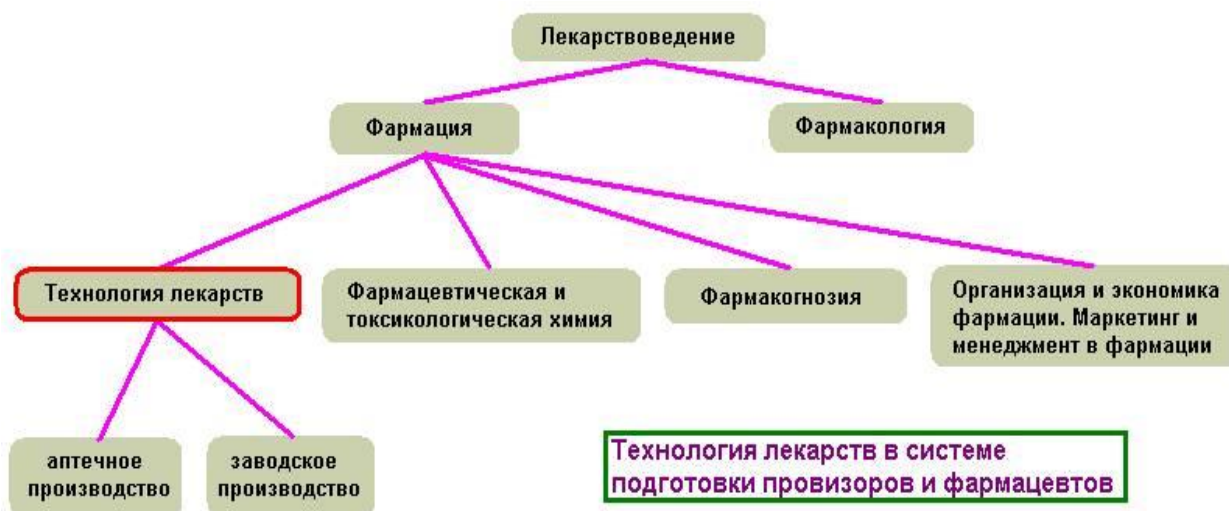 Лекарствоведение
Фармация
Фармакология
Технология лекарств
Фармацевтическая и
токсикологическая химия
Фармакогнозия
Организация и экономика
фармации. Маркетинг и
менеджмент в фармации
аптечное
производство
заводское
производство
Технология лекарств в системе
подготовки провизоров и фармацевтов